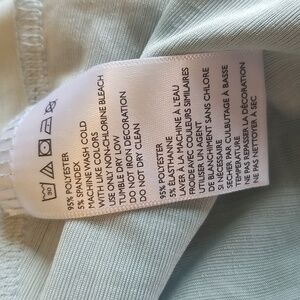 30
95% POLYESTER
5% SPANDEX
MACHINE WASH COLD
WITH LIKE COLORS
USE ONLY NON-CHLORINE BLEACH
TUMBLE DRY LOW
DO NOT IRON DECORATION
DO NOT DRY CLEAN
95% POLYESTER
5% ÉLASTHANNE
LAVER À LA MACHINE À L'EAU
FROIDE AVEC COULEURS SIMILAIRES
UTILISER UN AGENT
DE BLANCHIMENT SANS CHLORE
SI NÉCESSAIRE
SÉCHER PAR CULBUTAGE À BASSE
TEMPÉRATURE
NE PAS REPASSER LA DÉCORATION
NE PAS NETTOYER À SEC